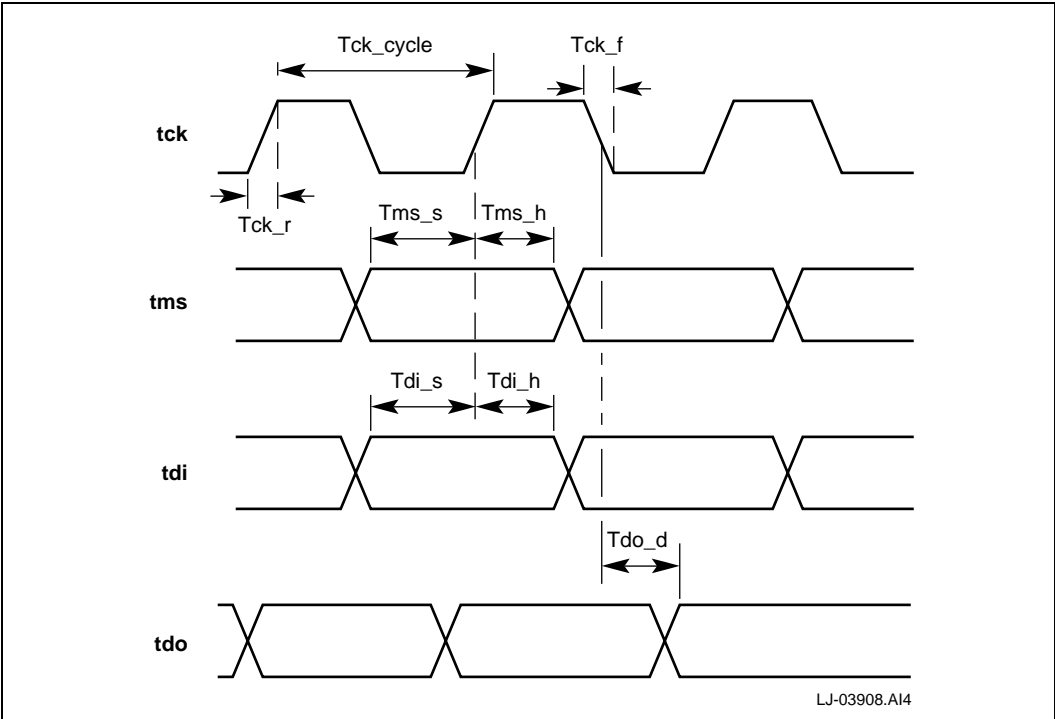 Tck_cycle Tck_f
tck
Tck_r
Tms_s Tms_h
tms
Tdi_s Tdi_h
tdi
Tdo_d
tdo
LJ-03908.AI4